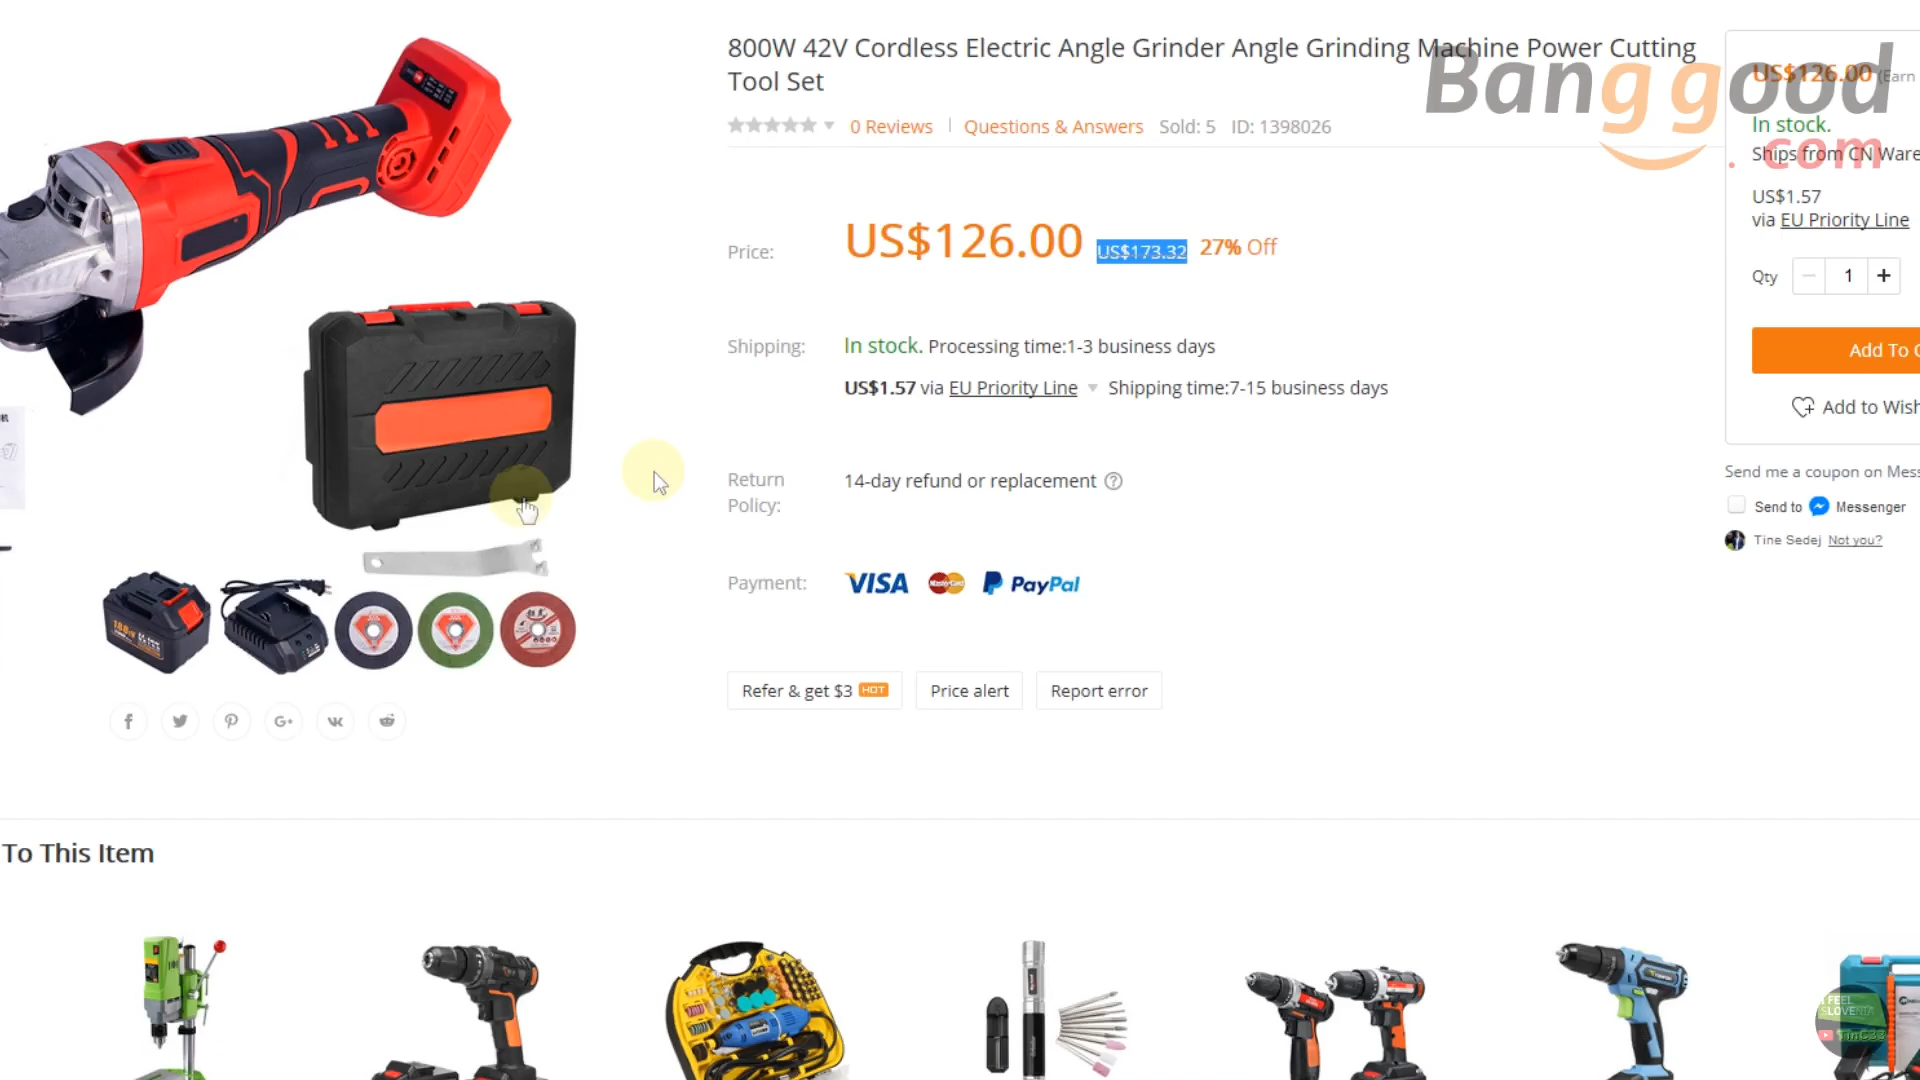 800W 42V Cordless Electric Angle Grinder Angle Grinding Machine Power Cutting
Tool Set
Banggood
.com
0 Reviews
Questions & Answers
Sold: 5
ID: 1398026
Price:
US$126.00
US$173.32
27% Off
Shipping:
In stock. Processing time:1-3 business days
US$1.57 via EU Priority Line
Shipping time:7-15 business days
Return
Policy:
14-day refund or replacement
Payment:
VISA
MasterCard
PayPal
Refer & get $3 HOT
Price alert
Report error
US$126.00 (Earn
In stock.
Ships from CN Ware
US$1.57
via EU Priority Line
Qty
1
Add To
Add to Wish
Send me a coupon on Mess
Send to Messenger
Tine Sedej Not you?
To This Item
I FEEL
SLOVENIA